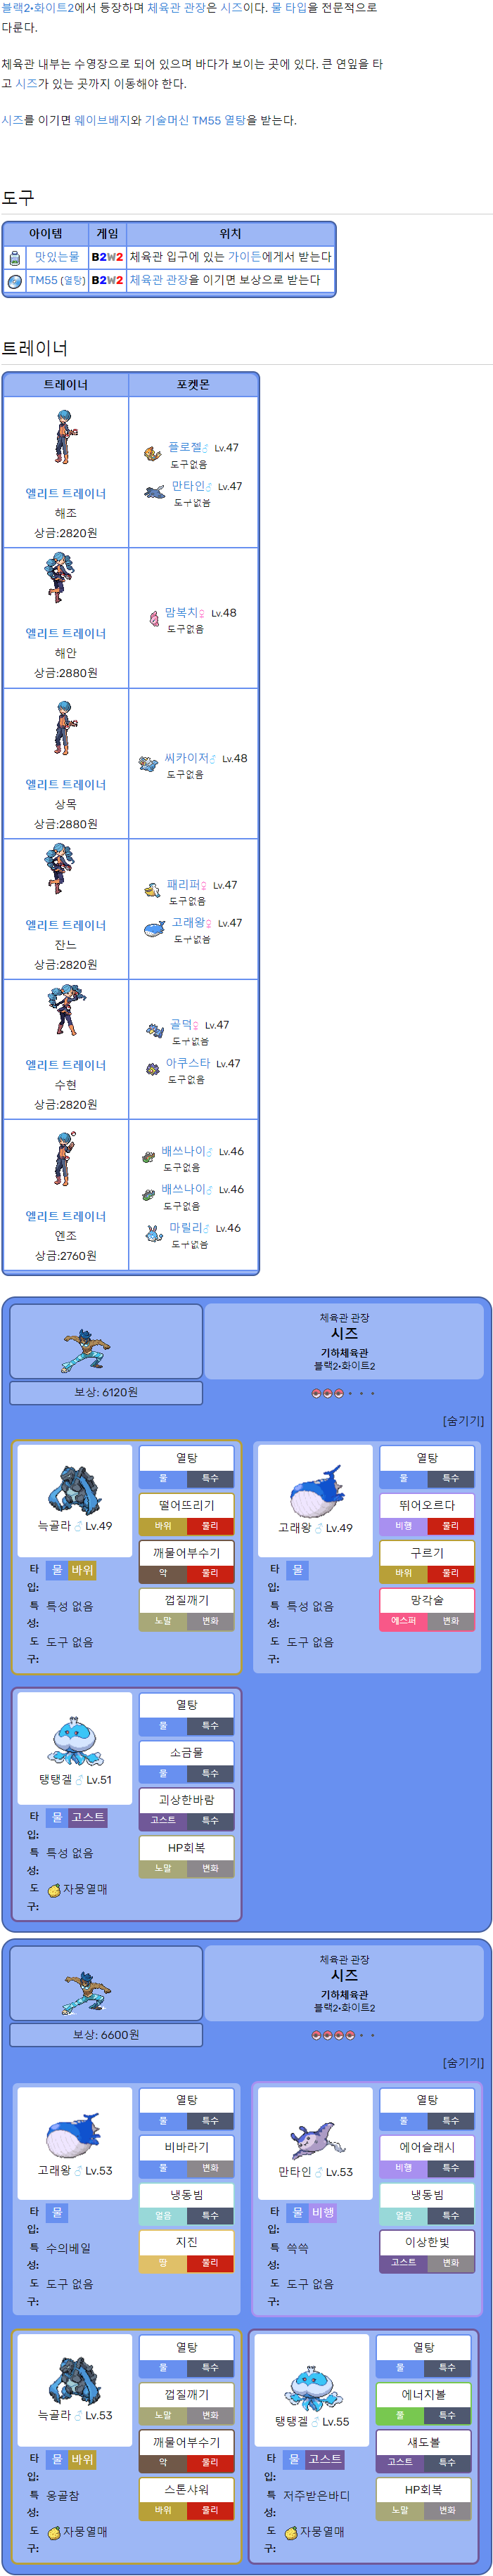 블랙2·화이트2에서 등장하며 체육관 관장은 시즈이다. 물 타입을 전문적으로
다룬다.
체육관 내부는 수영장으로 되어 있으며 바다가 보이는 곳에 있다. 큰 연잎을 타
고 시즈가 있는 곳까지 이동해야 한다.
시즈를 이기면 웨이브배지와 기술머신 TM55 열탕을 받는다.
도구
아이템 게임 위치
맛있는물 B2W2 체육관 입구에 있는 가이든에게서 받는다
TM55 (열탕) B2W2 체육관 관장을 이기면 보상으로 받는다
트레이너
트레이너 포켓몬
엘리트 트레이너
해조
상금:2820원
플로젤♂ Lv.47
도구없음
만타인♂ Lv.47
도구없음
엘리트 트레이너
해안
상금:2880원
맘복치♀ Lv.48
도구없음
엘리트 트레이너
상목
상금:2880원
씨카이저♂ Lv.48
도구없음
엘리트 트레이너
잔느
상금:2820원
패리퍼♀ Lv.47
도구없음
고래왕♀ Lv.47
도구없음
엘리트 트레이너
수현
상금:2820원
골덕♀ Lv.47
도구없음
아쿠스타 Lv.47
도구없음
엘리트 트레이너
엔조
상금:2760원
배쓰나이♂ Lv.46
도구없음
배쓰나이♂ Lv.46
도구없음
마릴리♂ Lv.46
도구없음
체육관 관장
시즈
기하체육관
블랙2·화이트2
보상: 6120원
[숨기기]
늑골라♂Lv.49
타입: 물 바위
특성: 특성 없음
도구: 도구 없음
열탕
물 특수
떨어뜨리기
바위 물리
깨물어부수기
악 물리
껍질깨기
노말 변화
고래왕♂Lv.49
타입: 물
특성: 특성 없음
도구: 도구 없음
열탕
물 특수
뛰어오르다
비행 물리
구르기
바위 물리
망각술
에스퍼 변화
탱탱겔♂Lv.51
타입: 물 고스트
특성: 특성 없음
도구: 자뭉열매
열탕
물 특수
소금물
물 특수
괴상한바람
고스트 특수
HP회복
노말 변화
체육관 관장
시즈
기하체육관
블랙2·화이트2
보상: 6600원
[숨기기]
고래왕♂Lv.53
타입: 물
특성: 수의베일
도구: 도구 없음
열탕
물 특수
비바라기
물 변화
냉동빔
얼음 특수
지진
땅 물리
만타인♂Lv.53
타입: 물 비행
특성: 쓱쓱
도구: 도구 없음
열탕
물 특수
에어슬래시
비행 특수
냉동빔
얼음 특수
이상한빛
고스트 변화
늑골라♂Lv.53
타입: 물 바위
특성: 옹골참
도구: 자뭉열매
열탕
물 특수
껍질깨기
노말 변화
깨물어부수기
악 물리
스톤샤워
바위 물리
탱탱겔♂Lv.55
타입: 물 고스트
특성: 저주받은바디
도구: 자뭉열매
열탕
물 특수
에너지볼
풀 특수
섀도볼
고스트 특수
HP회복
노말 변화